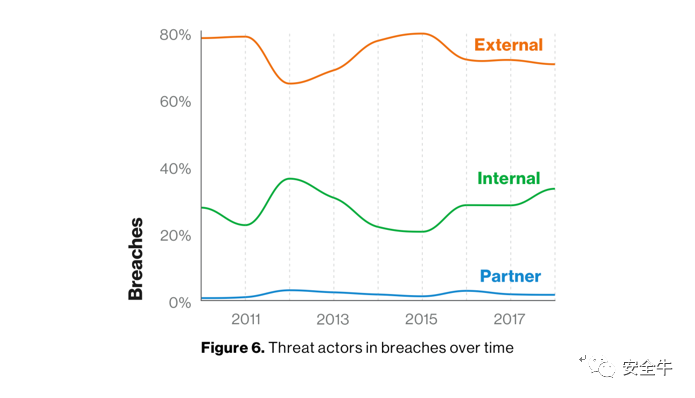 80%
External
60%
40%
Internal
20%
Partner
0%
Breaches
2011 2013 2015 2017
Figure 6. Threat actors in breaches over time
安全牛